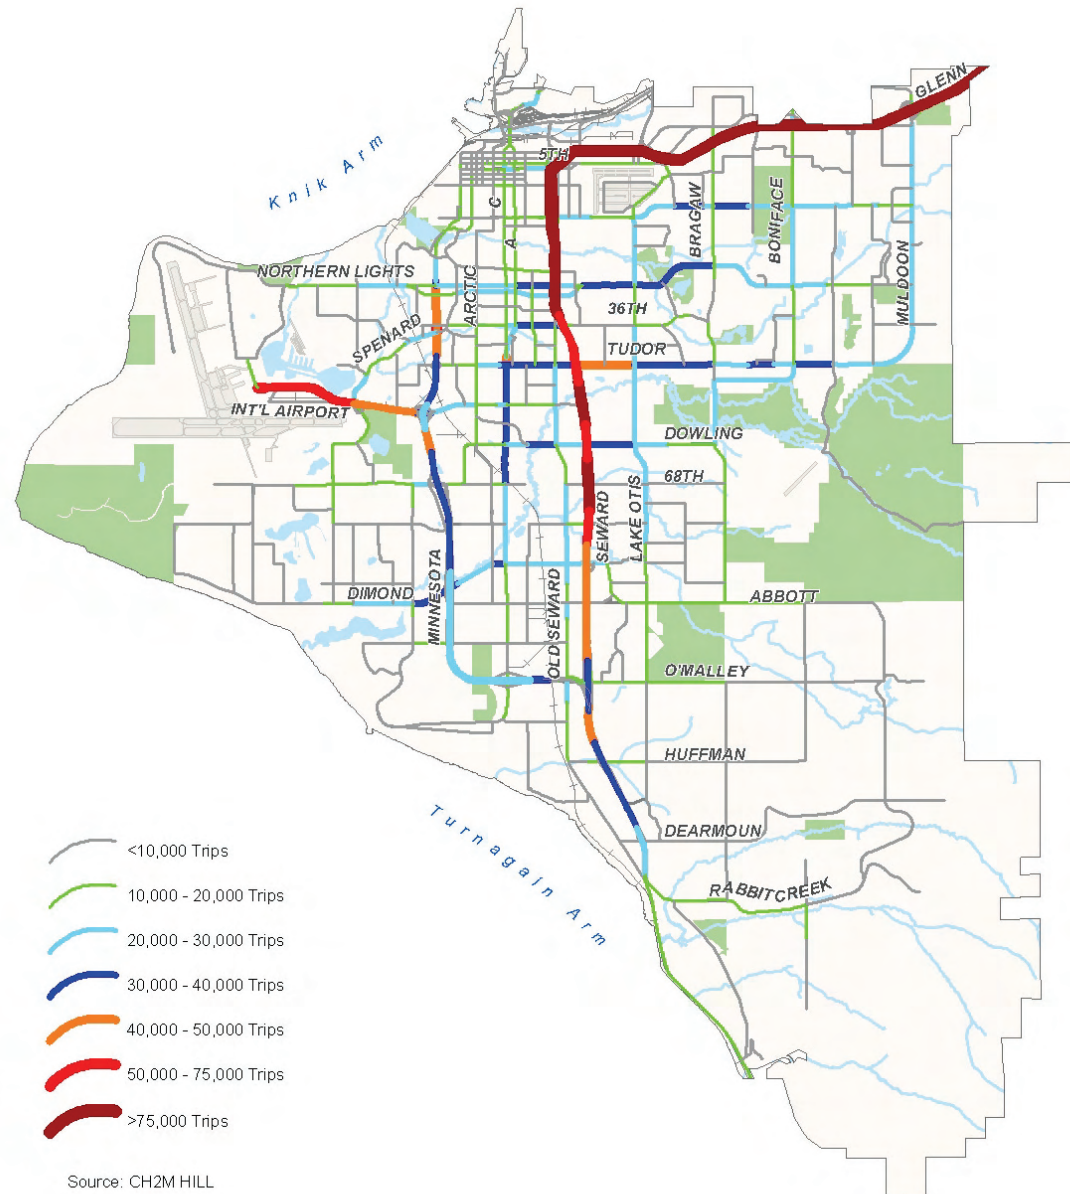 GLENN
Knik Arm
5TH
C
A
BRAGAW
BONIFACE
MULDOON
NORTHERN LIGHTS
ARCTIC
36TH
SPENARD
TUDOR
INT'L AIRPORT
DOWLING
68TH
SEWARD
LAKE OTIS
MINNESOTA
DIMOND
OLD SEWARD
ABBOTT
O'MALLEY
HUFFMAN
Turnagain Arm
DEARMOUN
RABBITCREEK
<10,000 Trips
10,000 - 20,000 Trips
20,000 - 30,000 Trips
30,000 - 40,000 Trips
40,000 - 50,000 Trips
50,000 - 75,000 Trips
>75,000 Trips
Source: CH2M HILL